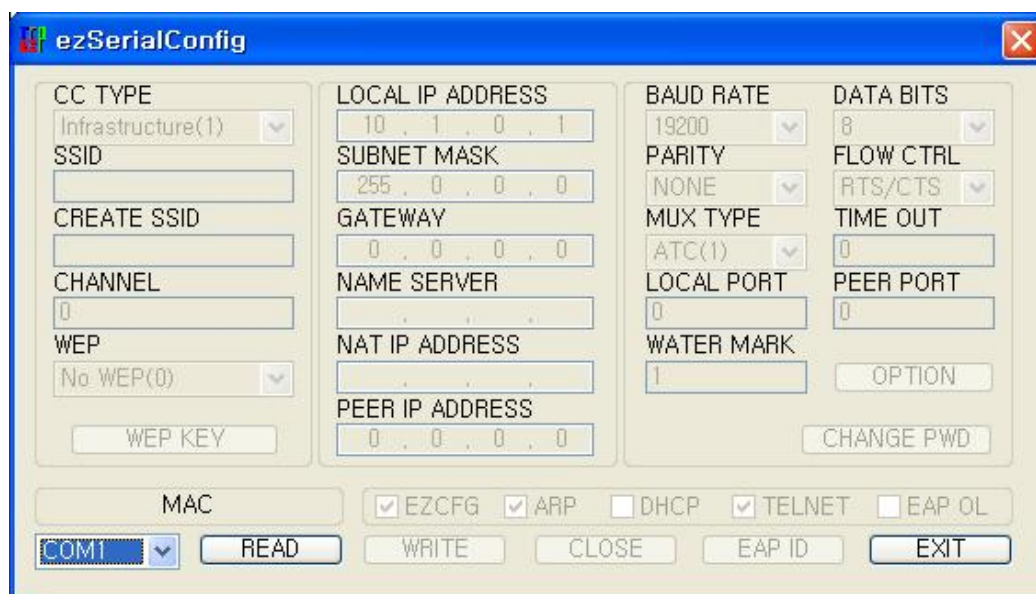 ezSerialConfig
CC TYPE
Infrastructure(1)
SSID
CREATE SSID
CHANNEL
0
WEP
No WEP(0)
WEP KEY
LOCAL IP ADDRESS
10 . 1 . 0 . 1
SUBNET MASK
255 . 0 . 0 . 0
GATEWAY
0 . 0 . 0 . 0
NAME SERVER
. . .
NAT IP ADDRESS
. . .
PEER IP ADDRESS
0 . 0 . 0 . 0
BAUD RATE DATA BITS
19200 8
PARITY FLOW CTRL
NONE RTS/CTS
MUX TYPE TIME OUT
ATC(1) 0
LOCAL PORT PEER PORT
0 0
WATER MARK
1 OPTION
CHANGE PWD
MAC EZCFG ARP DHCP TELNET EAP OL
COM1 READ WRITE CLOSE EAP ID EXIT